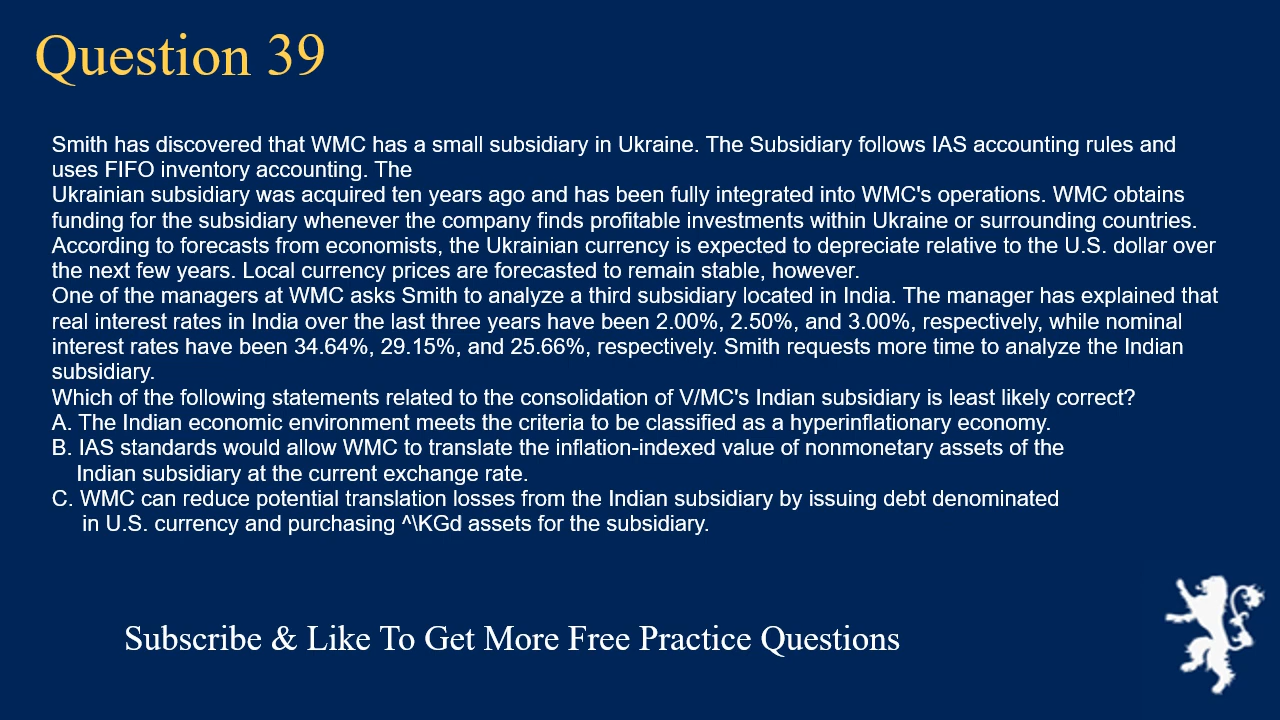 Question 39
Smith has discovered that WMC has a small subsidiary in Ukraine. The Subsidiary follows IAS accounting rules and
uses FIFO inventory accounting. The
Ukrainian subsidiary was acquired ten years ago and has been fully integrated into WMC's operations. WMC obtains
funding for the subsidiary whenever the company finds profitable investments within Ukraine or surrounding countries.
According to forecasts from economists, the Ukrainian currency is expected to depreciate relative to the U.S. dollar over
the next few years. Local currency prices are forecasted to remain stable, however.
One of the managers at WMC asks Smith to analyze a third subsidiary located in India. The manager has explained that
real interest rates in India over the last three years have been 2.00%, 2.50%, and 3.00%, respectively, while nominal
interest rates have been 34.64%, 29.15%, and 25.66%, respectively. Smith requests more time to analyze the Indian
subsidiary.
Which of the following statements related to the consolidation of V/MC's Indian subsidiary is least likely correct?
A. The Indian economic environment meets the criteria to be classified as a hyperinflationary economy.
B. IAS standards would allow WMC to translate the inflation-indexed value of nonmonetary assets of the
Indian subsidiary at the current exchange rate.
C. WMC can reduce potential translation losses from the Indian subsidiary by issuing debt denominated
in U.S. currency and purchasing ^\KGd assets for the subsidiary.
Subscribe & Like To Get More Free Practice Questions